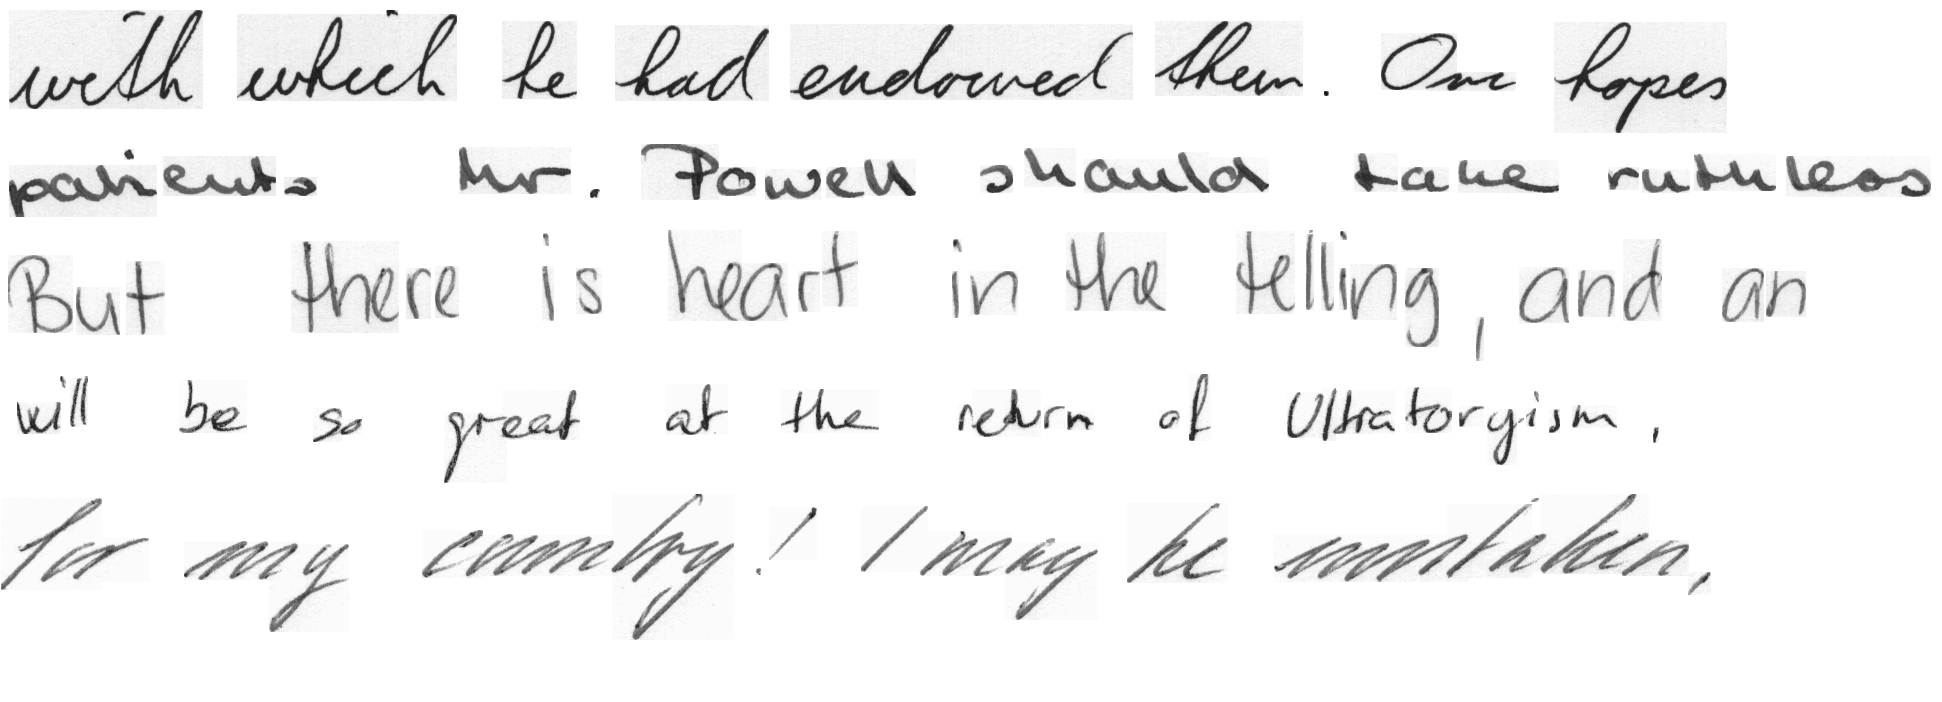 with which he had endowed them. One hopes
patients Mr. Powell should take ruthless
But there is heart in the telling, and an
will be so great at the return of Ultratoryism,
for my country! I may be mistaken,